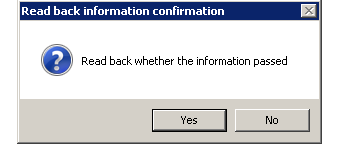 Read back information confirmation
Read back whether the information passed
Yes
No